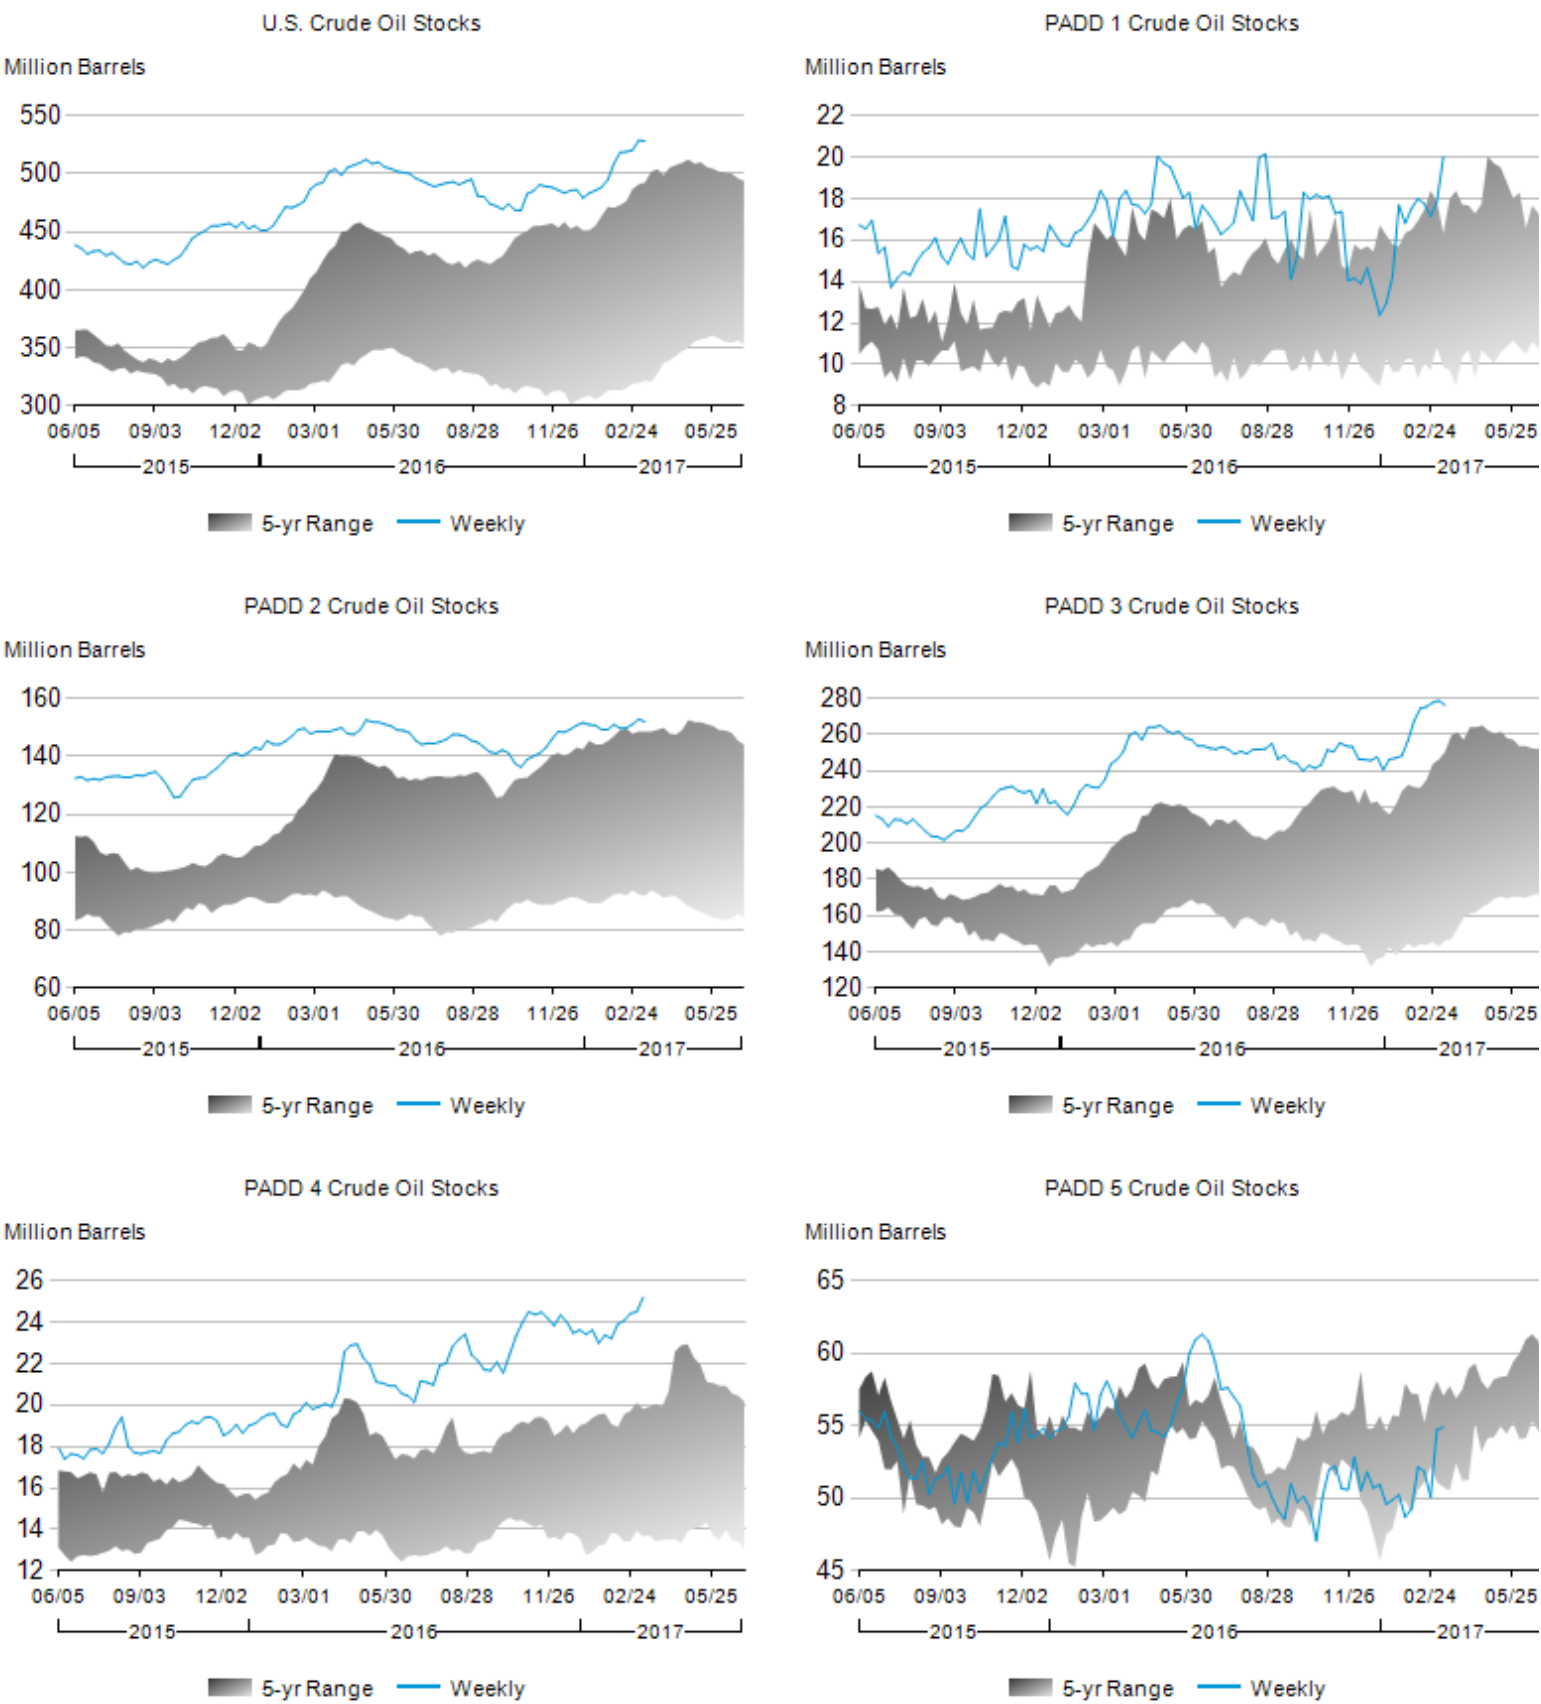 U.S. Crude Oil Stocks
Million Barrels
550
500
450
400
350
300
06/05 09/03 12/02 03/01 05/30 08/28 11/26 02/24 05/25
2015 2016 2017
5-yr Range Weekly
PADD 1 Crude Oil Stocks
Million Barrels
22
20
18
16
14
12
10
8
06/05 09/03 12/02 03/01 05/30 08/28 11/26 02/24 05/25
2015 2016 2017
5-yr Range Weekly
PADD 2 Crude Oil Stocks
Million Barrels
160
140
120
100
80
60
06/05 09/03 12/02 03/01 05/30 08/28 11/26 02/24 05/25
2015 2016 2017
5-yr Range Weekly
PADD 3 Crude Oil Stocks
Million Barrels
280
260
240
220
200
180
160
140
120
06/05 09/03 12/02 03/01 05/30 08/28 11/26 02/24 05/25
2015 2016 2017
5-yr Range Weekly
PADD 4 Crude Oil Stocks
Million Barrels
26
24
22
20
18
16
14
12
06/05 09/03 12/02 03/01 05/30 08/28 11/26 02/24 05/25
2015 2016 2017
5-yr Range Weekly
PADD 5 Crude Oil Stocks
Million Barrels
65
60
55
50
45
06/05 09/03 12/02 03/01 05/30 08/28 11/26 02/24 05/25
2015 2016 2017
5-yr Range Weekly